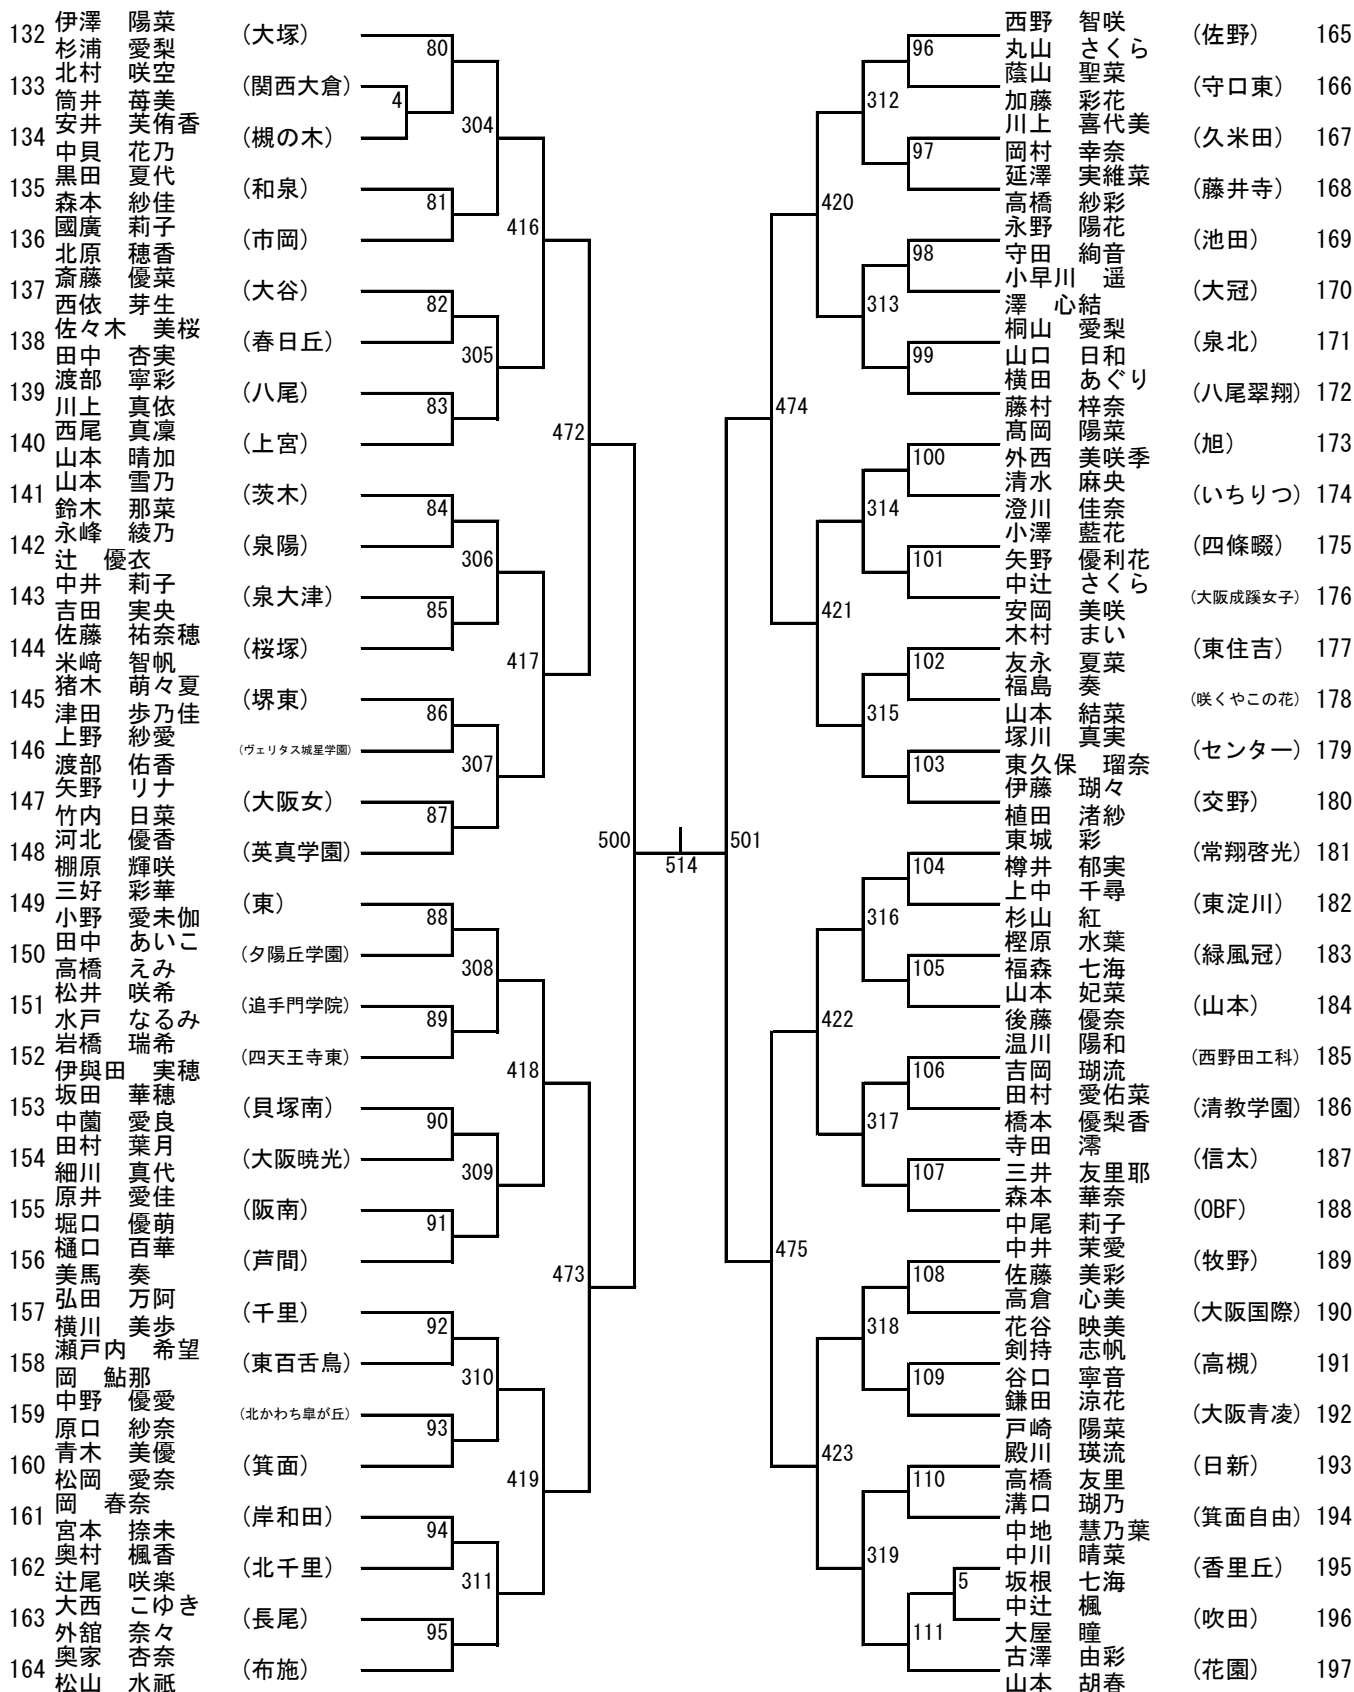 132 伊澤　陽菜 (大塚)
杉浦　愛梨
133 北村　咲空 (関西大倉)
筒井　苺美
134 安井　芙侑香 (槻の木)
中貝　花乃
135 黒田　夏代 (和泉)
森本　紗佳
136 國廣　莉子 (市岡)
北原　穂香
137 斎藤　優菜 (大谷)
西依　芽生
138 佐々木　美桜 (春日丘)
田中　杏実
139 渡部　寧彩 (八尾)
川上　真依
140 西尾　真凜 (上宮)
山本　晴加
141 山本　雪乃 (茨木)
鈴木　那菜
142 永峰　綾乃 (泉陽)
辻　優衣
143 中井　莉子 (泉大津)
吉田　実央
144 佐藤　祐奈穂 (桜塚)
米﨑　智帆
145 猪木　萌々夏 (堺東)
津田　歩乃佳
146 上野　紗愛 (ヴェリタス城星学園)
渡部　佑香
147 矢野　リナ (大阪女)
竹内　日菜
148 河北　優香 (英真学園)
棚原　輝咲
149 三好　彩華 (東)
小野　愛未伽
150 田中　あいこ (夕陽丘学園)
高橋　えみ
151 松井　咲希 (追手門学院)
水戸　なるみ
152 岩橋　瑞希 (四天王寺東)
伊與田　実穂
153 坂田　華穂 (貝塚南)
中薗　愛良
154 田村　葉月 (大阪暁光)
細川　真代
155 原井　愛佳 (阪南)
堀口　優萌
156 樋口　百華 (芦間)
美馬　奏
157 弘田　万阿 (千里)
横川　美歩
158 瀬戸内　希望 (東百舌鳥)
岡　鮎那
159 中野　優愛 (北かわち皐が丘)
原口　紗奈
160 青木　美優 (箕面)
松岡　愛奈
161 岡　春奈 (岸和田)
宮本　捺未
162 奥村　楓香 (北千里)
辻尾　咲楽
163 大西　こゆき (長尾)
外舘　奈々
164 奥家　杏奈 (布施)
松山　水祇
80
4
304
81
416
82
305
83
472
84
306
85
417
86
307
87
500
88
308
89
418
90
309
91
473
92
310
93
419
94
311
95
514
501
96
312
97
420
98
313
99
474
100
314
101
421
102
315
103
104
316
105
422
106
317
107
475
108
318
109
423
110
319
5
111
西野　智咲 (佐野) 165
丸山　さくら
蔭山　聖菜 (守口東) 166
加藤　彩花
川上　喜代美 (久米田) 167
岡村　幸奈
延澤　実維菜 (藤井寺) 168
高橋　紗彩
永野　陽花 (池田) 169
守田　絢音
小早川　遥 (大冠) 170
澤　心結
桐山　愛梨 (泉北) 171
山口　日和
横田　あぐり (八尾翠翔) 172
藤村　梓奈
髙岡　陽菜 (旭) 173
外西　美咲季
清水　麻央 (いちりつ) 174
澄川　佳奈
小澤　藍花 (四條畷) 175
矢野　優利花
中辻　さくら (大阪成蹊女子) 176
安岡　美咲
木村　まい (東住吉) 177
友永　夏菜
福島　奏 (咲くやこの花) 178
山本　結菜
塚川　真実 (センター) 179
東久保　瑠奈
伊藤　瑚々 (交野) 180
植田　渚紗
東城　彩 (常翔啓光) 181
樽井　郁実
上中　千尋 (東淀川) 182
杉山　紅
樫原　水葉 (緑風冠) 183
福森　七海
山本　妃菜 (山本) 184
後藤　優奈
温川　陽和 (西野田工科) 185
吉岡　瑚流
田村　愛佑菜 (清教学園) 186
橋本　優梨香
寺田　澪 (信太) 187
三井　友里耶
森本　華奈 (OBF) 188
中尾　莉子
中井　茉愛 (牧野) 189
佐藤　美彩
高倉　心美 (大阪国際) 190
花谷　映美
剣持　志帆 (高槻) 191
谷口　寧音
鎌田　涼花 (大阪青凌) 192
戸崎　陽菜
殿川　瑛流 (日新) 193
高橋　友里
溝口　瑚乃 (箕面自由) 194
中地　慧乃葉
中川　晴菜 (香里丘) 195
坂根　七海
中辻　楓 (吹田) 196
大屋　瞳
古澤　由彩 (花園) 197
山本　胡春